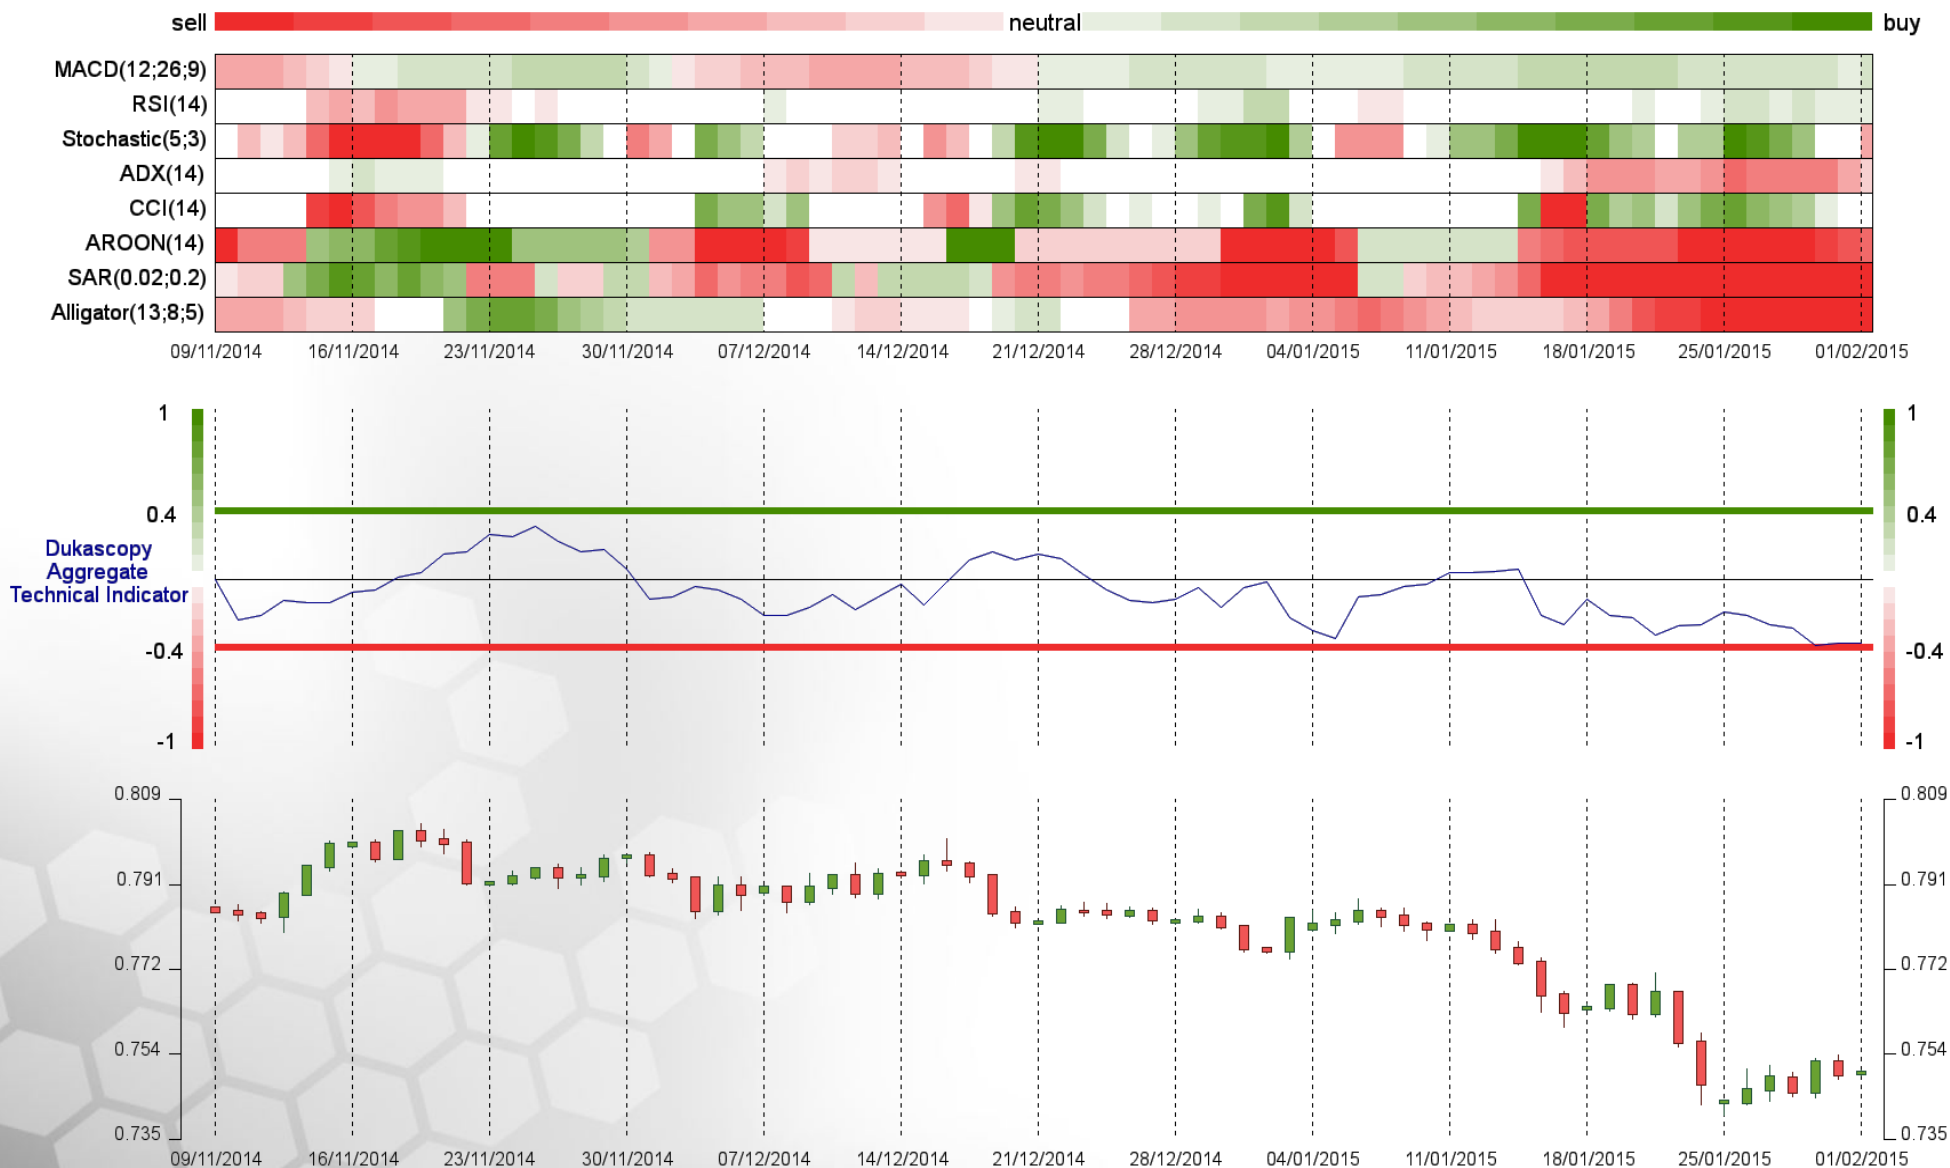 sell neutral buy
MACD(12;26;9)
RSI(14)
Stochastic(5;3)
ADX(14)
CCI(14)
AROON(14)
SAR(0.02;0.2)
Alligator(13;8;5)
09/11/2014 16/11/2014 23/11/2014 30/11/2014 07/12/2014 14/12/2014 21/12/2014 28/12/2014 04/01/2015 11/01/2015 18/01/2015 25/01/2015 01/02/2015
1 1
0.4 0.4
Dukascopy
Aggregate
Technical Indicator
-0.4 -0.4
-1 -1
0.809 0.809
0.791 0.791
0.772 0.772
0.754 0.754
0.735 0.735
09/11/2014 16/11/2014 23/11/2014 30/11/2014 07/12/2014 14/12/2014 21/12/2014 28/12/2014 04/01/2015 11/01/2015 18/01/2015 25/01/2015 01/02/2015